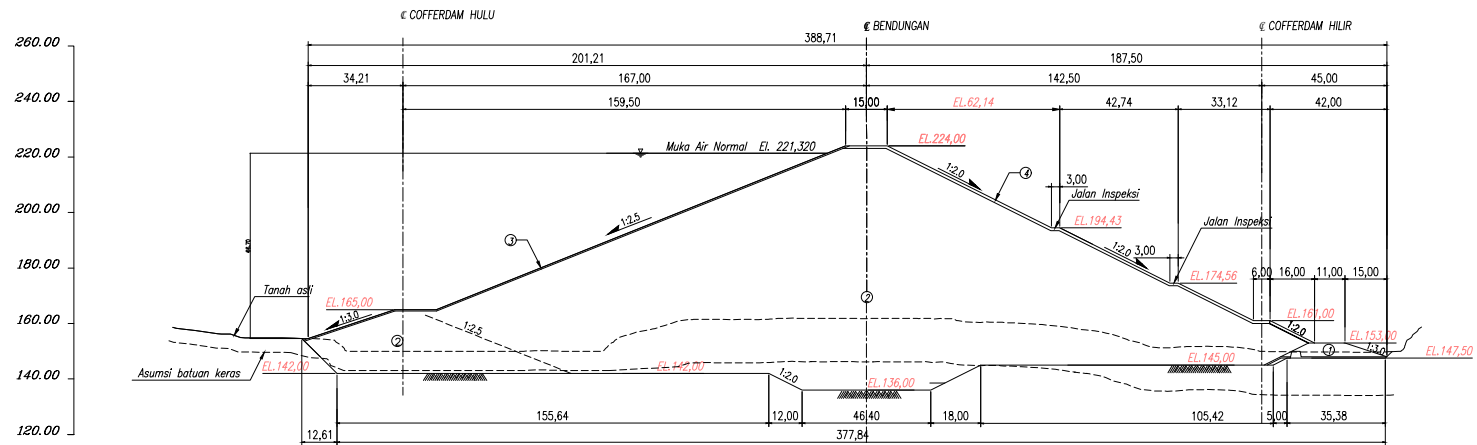 ℄ COFFERDAM HULU
℄ BENDUNGAN
℄ COFFERDAM HILIR
260.00
388,71
201,21
187,50
34,21
167,00
142,50
45,00
240.00
159,50
15,00
EL.62,14
42,74
33,12
42,00
220.00
Muka Air Normal El. 221,320
EL.224,00
1:2.0
4
3,00
Jalan Inspeksi
200.00
1:2.5
3
EL.194,43
Jalan Inspeksi
1:2.0
3,00
180.00
EL.174,56
6,00
16,00
11,00
15,00
Tanah asli
EL.165,00
2
160.00
1:3.0
1:2.5
2
EL.161,00
1:2.0
EL.153,00
1
1:3.0
EL.147,50
Asumsi batuan keras
EL.142,00
EL.142,00
EL.145,00
140.00
1:2.0
EL.136,00
155,64
12,00
46,40
18,00
105,42
5,00
35,38
120.00
12,61
377,84